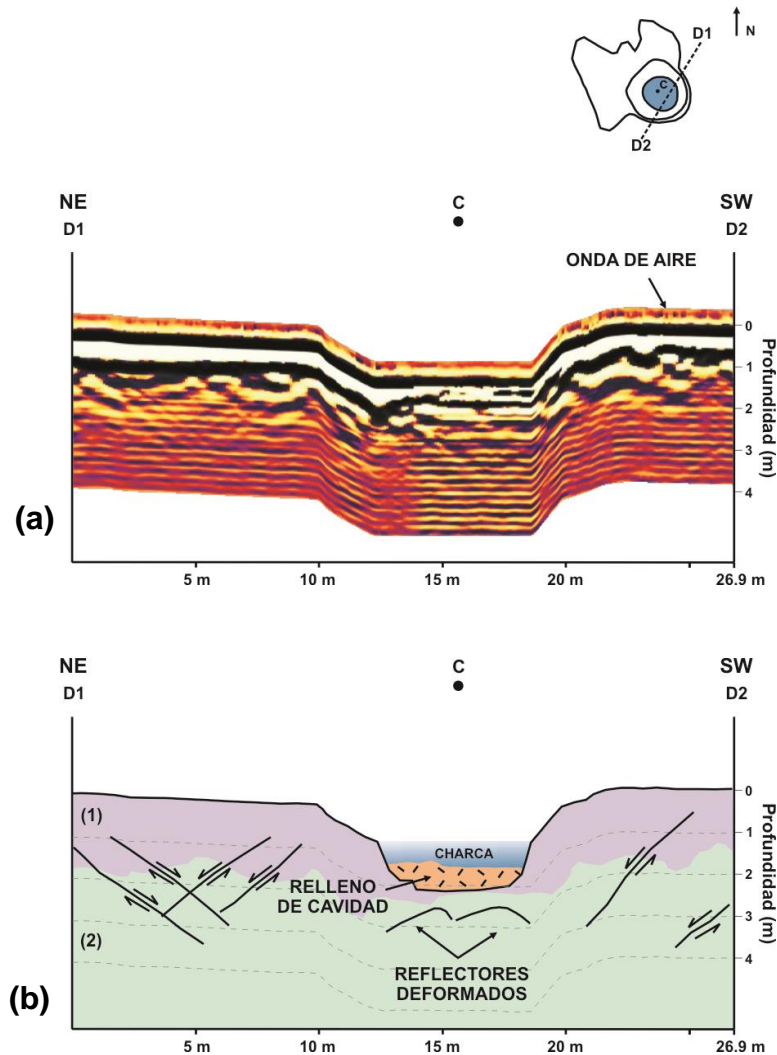 D1
N
C
D2
NE
C
SW
D1
D2
ONDA DE AIRE
0
1
2
3
4
Profundidad (m)
(a)
5 m
10 m
15 m
20 m
26.9 m
NE
C
SW
D1
D2
0
(1)
1
CHARCA
2
RELLENO
DE CAVIDAD
3
(2)
4
REFLECTORES
DEFORMADOS
Profundidad (m)
(b)
5 m
10 m
15 m
20 m
26.9 m